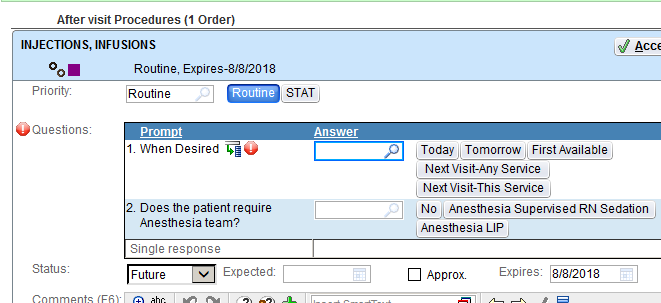 After visit Procedures (1 Order)
INJECTIONS, INFUSIONS
Acce
Routine, Expires-8/8/2018
Priority: Routine Routine STAT
Questions: Prompt Answer
1. When Desired Today Tomorrow First Available
Next Visit-Any Service
Next Visit-This Service
2. Does the patient require No Anesthesia Supervised RN Sedation
Anesthesia team? Anesthesia LIP
Single response
Status: Future Expected: Approx. Expires: 8/8/2018
Comments (F6): abc Insert SmartText